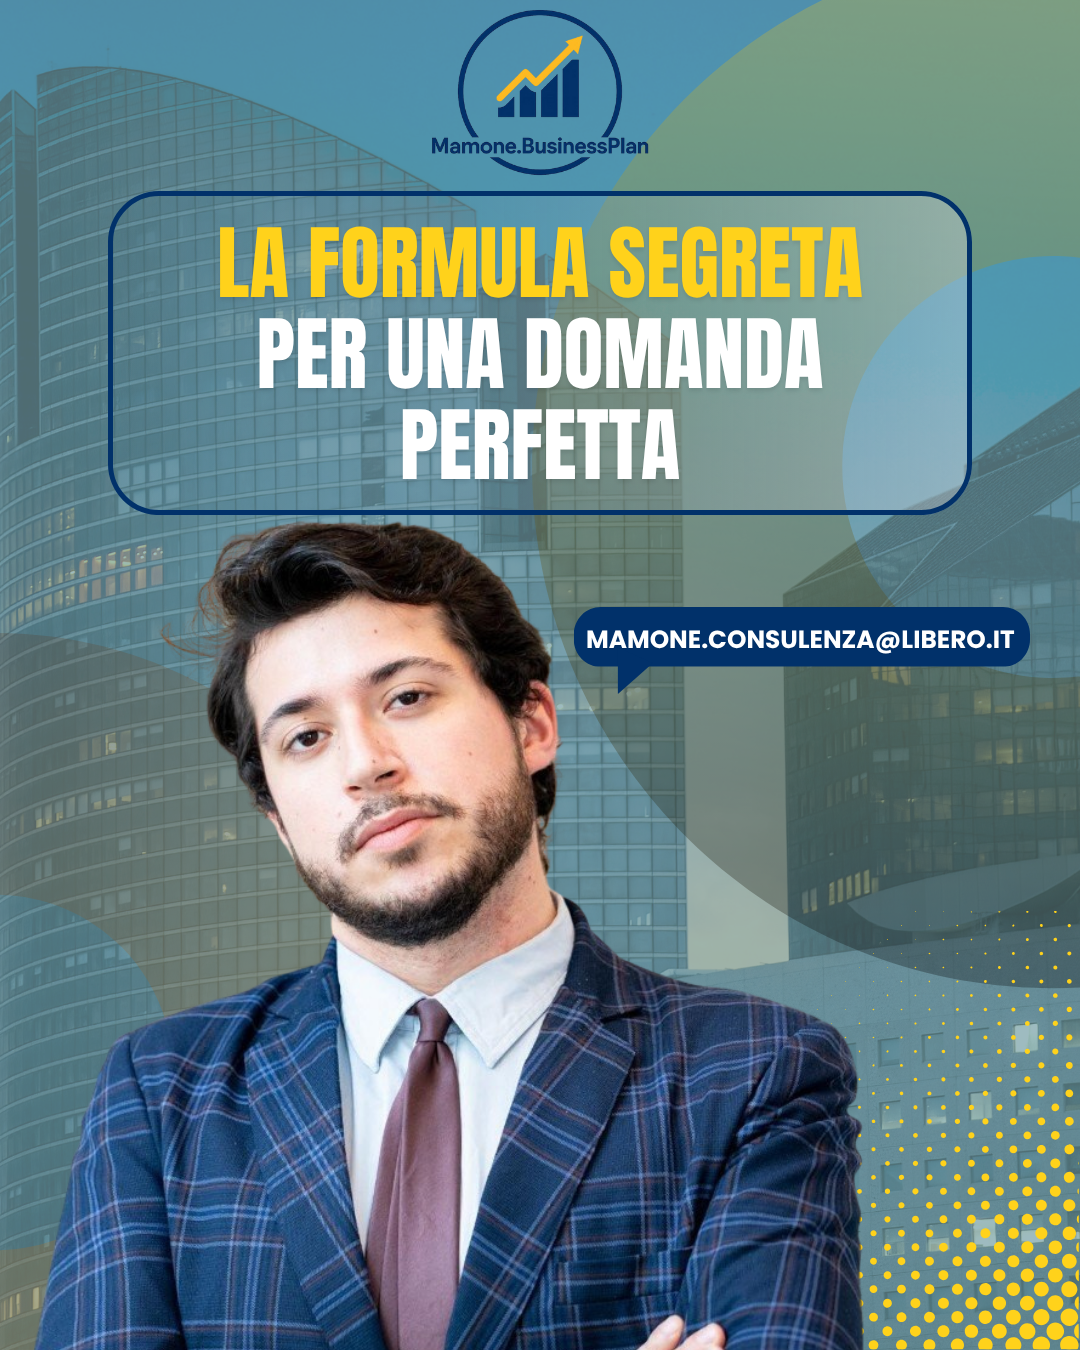 Mamone.BusinessPlan
LA FORMULA SEGRETA
PER UNA DOMANDA
PERFETTA
MAMONE.CONSULENZA@LIBERO.IT